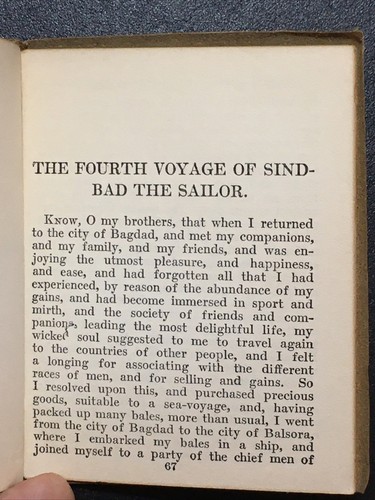 THE FOURTH VOYAGE OF SIND-
BAD THE SAILOR.
KNOW, O my brothers, that when I returned
to the city of Bagdad, and met my companions,
and my family, and my friends, and was en-
joying the utmost pleasure, and happiness,
and ease, and had forgotten all that I had
experienced, by reason of the abundance of my
gains, and had become immersed in sport and
mirth, and the society of friends and com-
panions, leading the most delightful life, my
wicked soul suggested to me to travel again
to the countries of other people, and I felt
a longing for associating with the different
races of men, and for selling and gains. So
I resolved upon this, and purchased precious
goods, suitable to a sea-voyage, and, having
packed up many bales, more than usual, I went
from the city of Bagdad to the city of Balsora,
where I embarked my bales in a ship, and
joined myself to a party of the chief men of
67